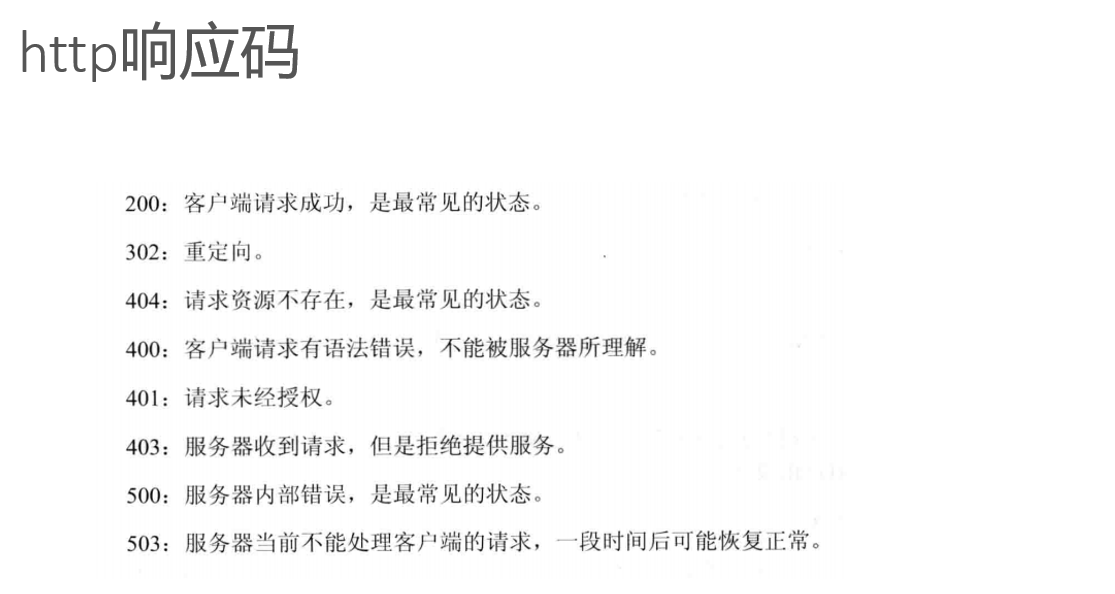 http响应码
200：客户端请求成功，是最常见的状态。
302：重定向。
404：请求资源不存在，是最常见的状态。
400：客户端请求有语法错误，不能被服务器所理解。
401：请求未经授权。
403：服务器收到请求，但是拒绝提供服务。
500：服务器内部错误，是最常见的状态。
503：服务器当前不能处理客户端的请求，一段时间后可能恢复正常。